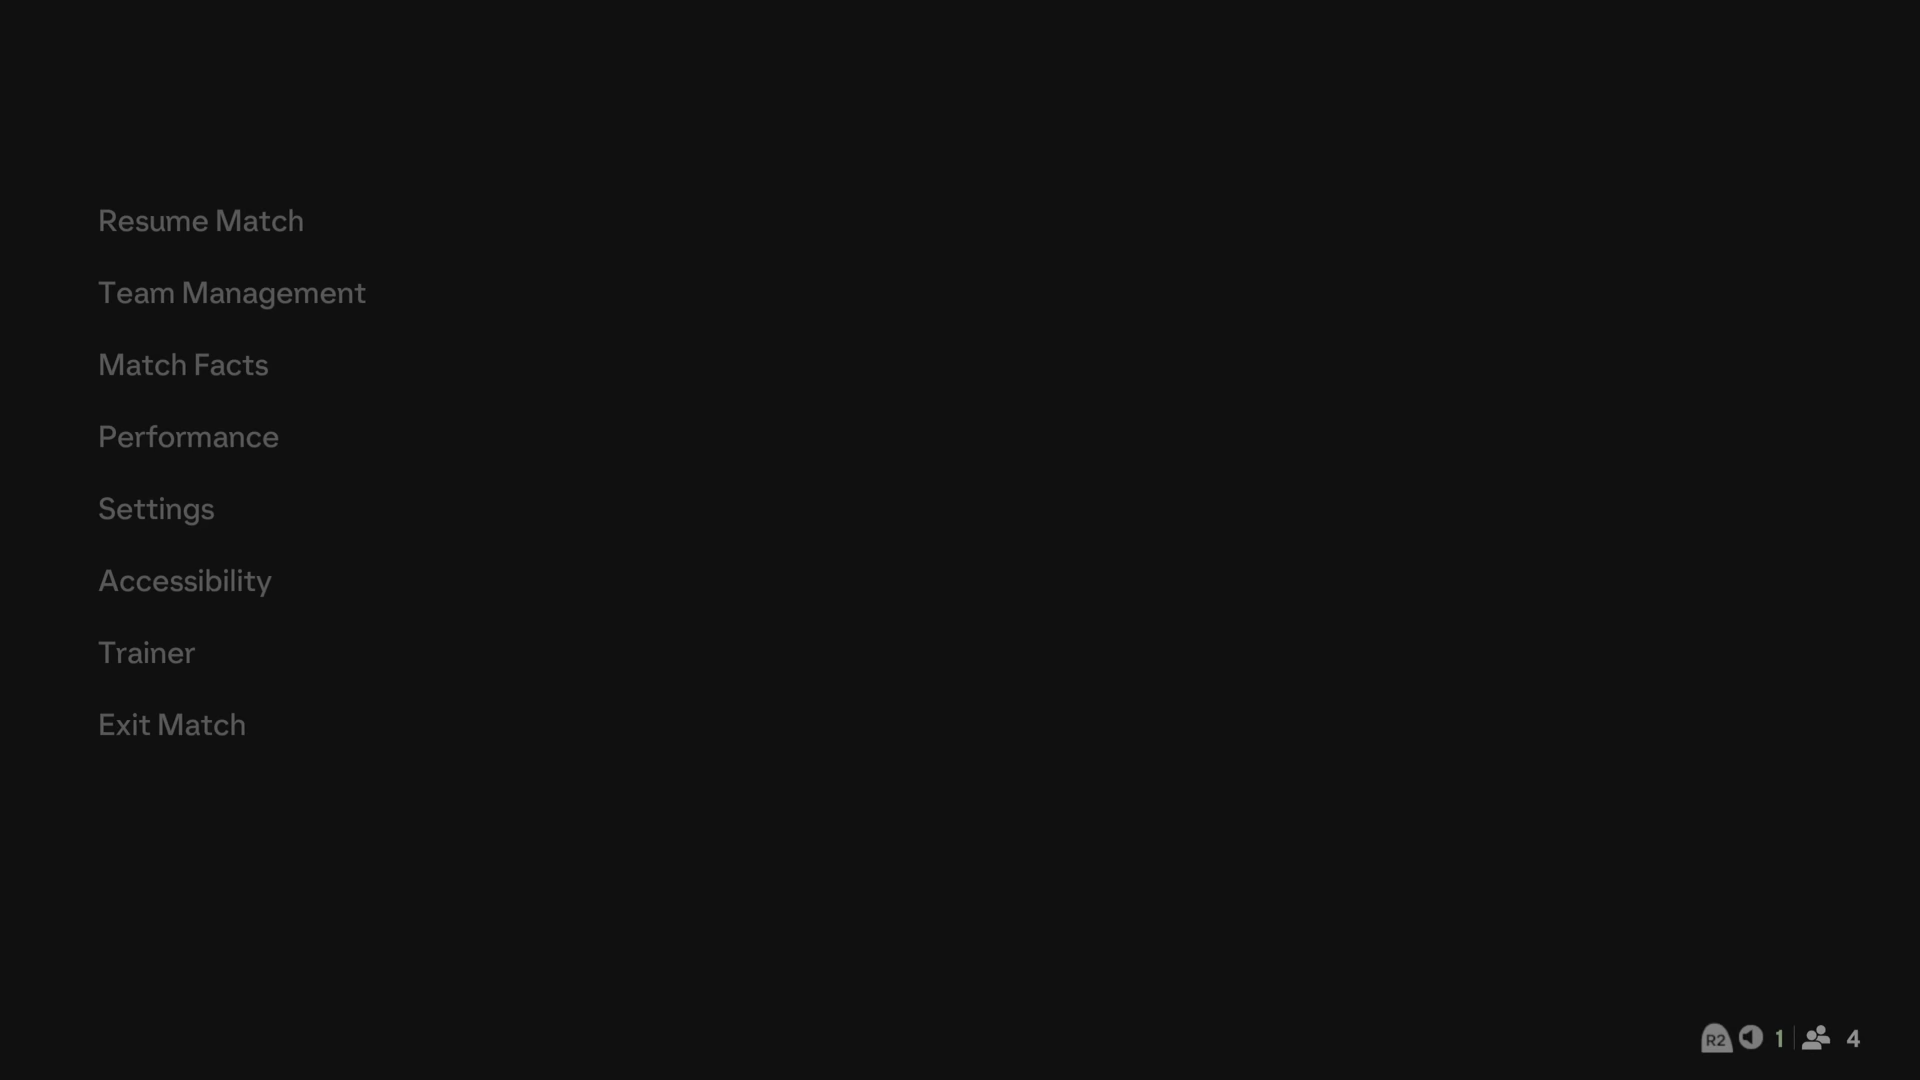 Resume Match
Team Management
Match Facts
Performance
Settings
Accessibility
Trainer
Exit Match
R2 1 4